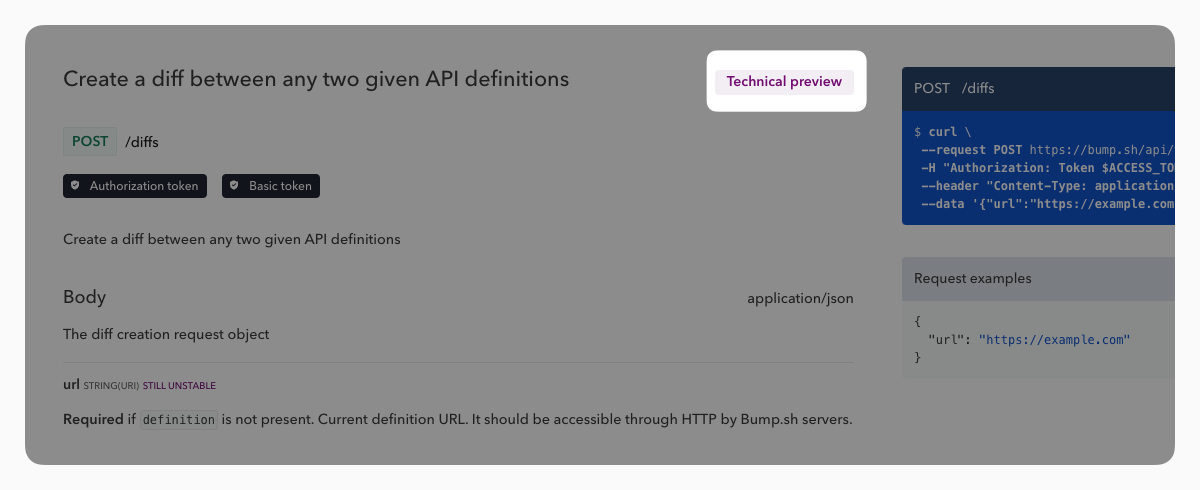 Create a diff between any two given API definitions
Technical preview
POST /diffs
Authorization token Basic token
Create a diff between any two given API definitions
Body application/json
The diff creation request object
url STRING(URI) STILL UNSTABLE
Required if definition is not present. Current definition URL. It should be accessible through HTTP by Bump.sh servers.
POST /diffs
$ curl \
--request POST https://bump.sh/api/
-H "Authorization: Token $ACCESS_TO
--header "Content-Type: application
--data '{"url":"https://example.com
Request examples
{
"url": "https://example.com"
}